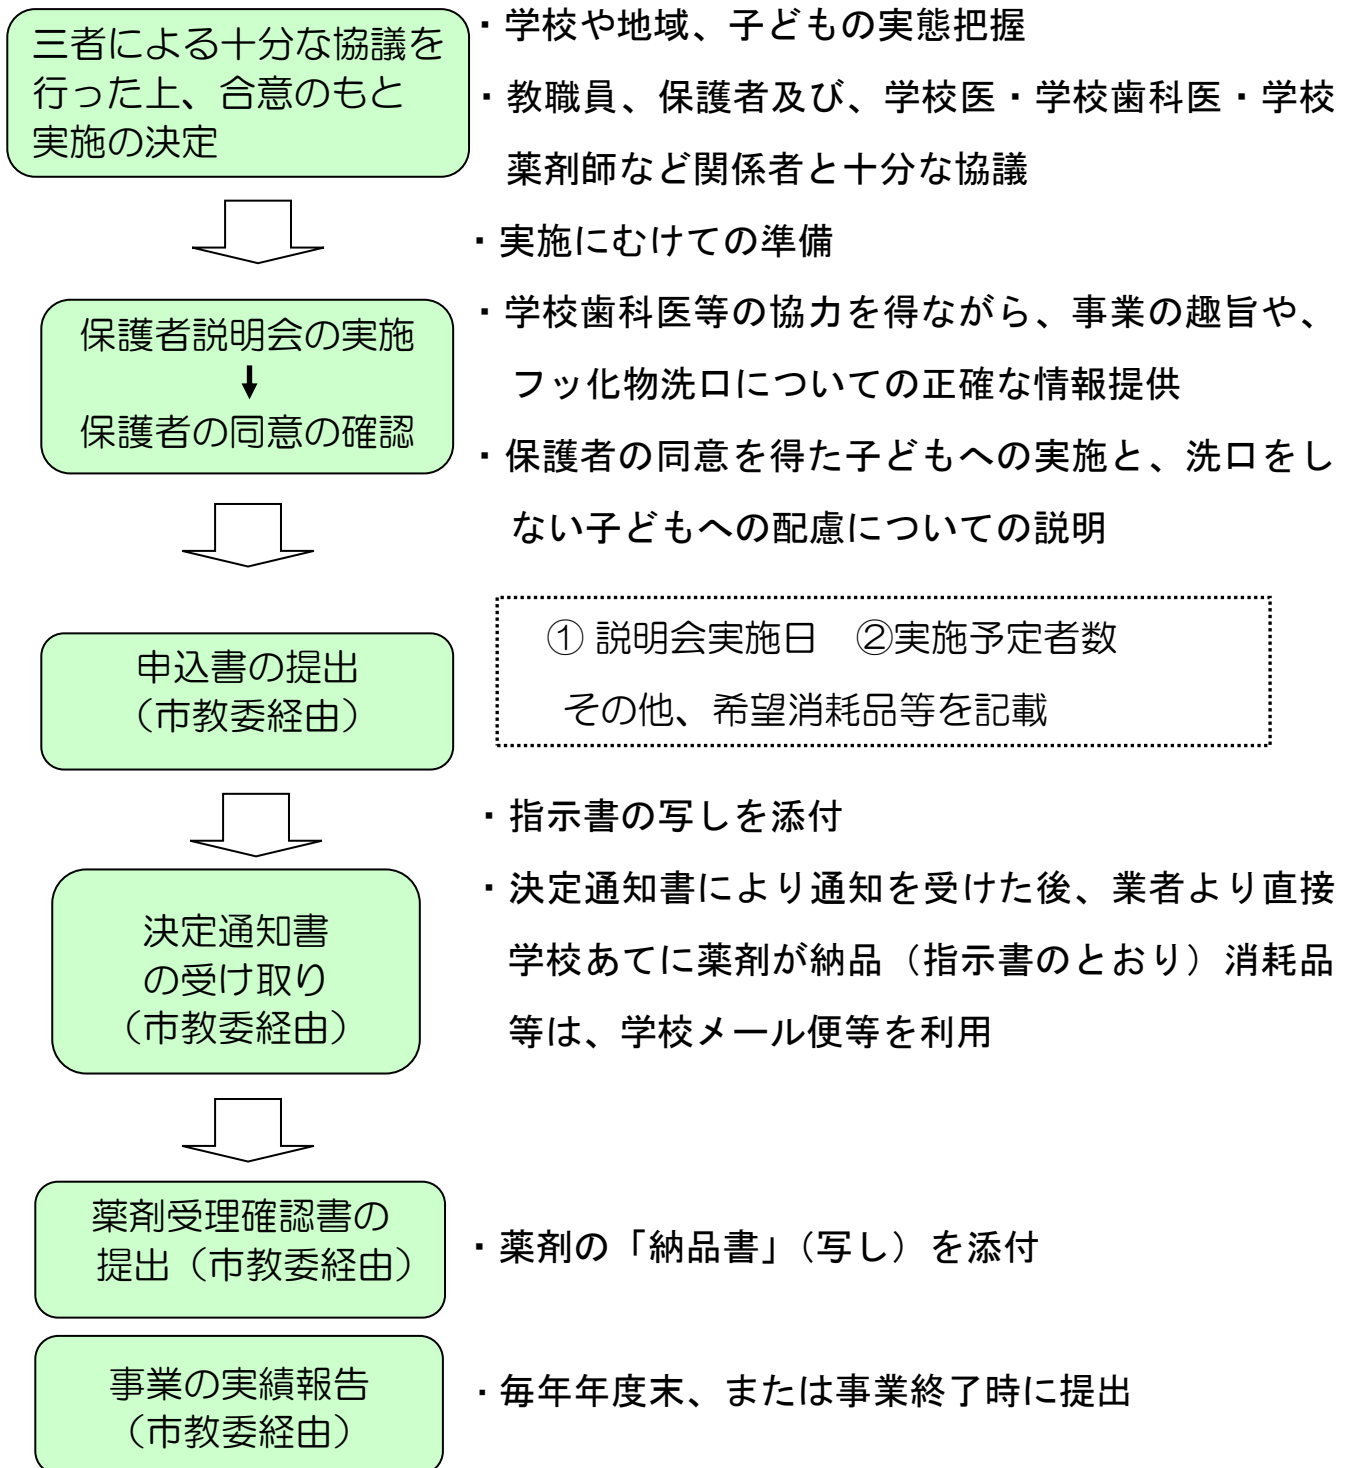 三者による十分な協議を
行った上、合意のもと
実施の決定
・学校や地域、子どもの実態把握
・教職員、保護者及び、学校医・学校歯科医・学校
薬剤師など関係者と十分な協議
・実施にむけての準備
保護者説明会の実施
↓
保護者の同意の確認
・学校歯科医等の協力を得ながら、事業の趣旨や、
フッ化物洗口についての正確な情報提供
・保護者の同意を得た子どもへの実施と、洗口をし
ない子どもへの配慮についての説明
申込書の提出
（市教委経由）
① 説明会実施日　②実施予定者数
その他、希望消耗品等を記載
・指示書の写しを添付
決定通知書
の受け取り
（市教委経由）
・決定通知書により通知を受けた後、業者より直接
学校あてに薬剤が納品（指示書のとおり）消耗品
等は、学校メール便等を利用
薬剤受理確認書の
提出（市教委経由）
・薬剤の「納品書」（写し）を添付
事業の実績報告
（市教委経由）
・毎年年度末、または事業終了時に提出